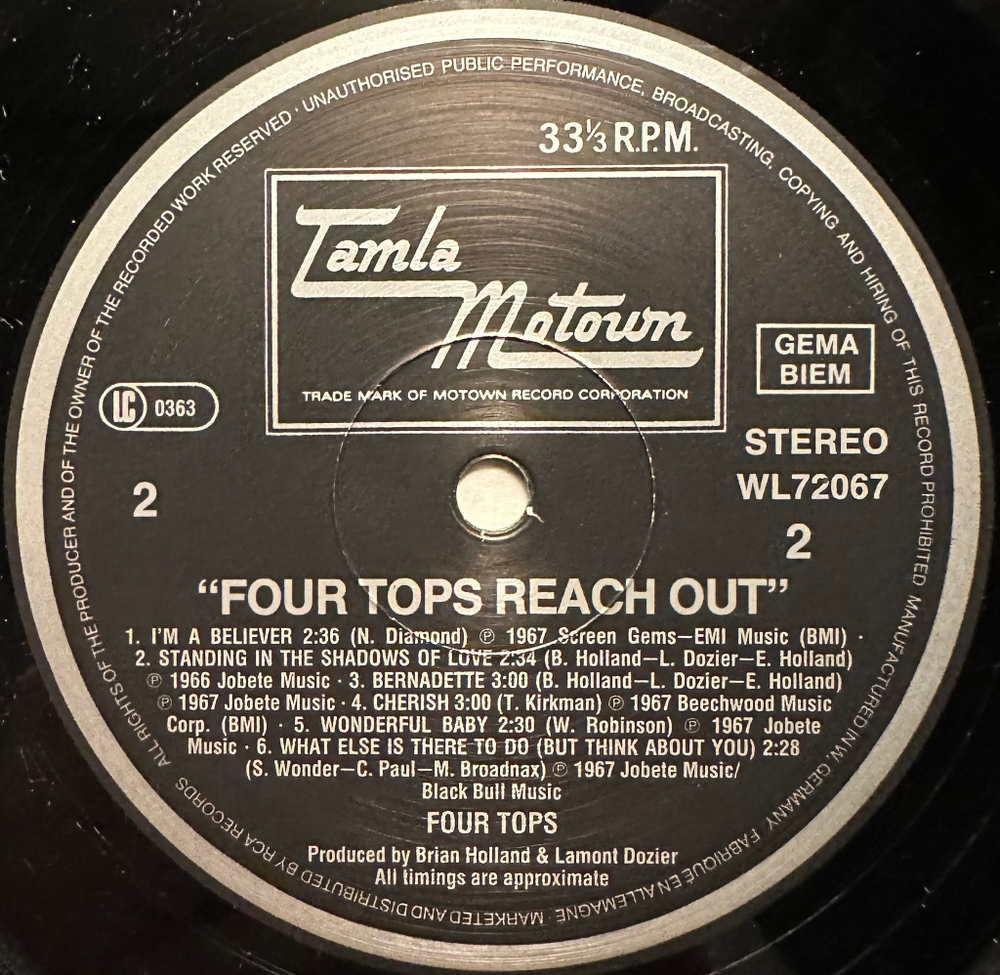 ALL RIGHTS OF THE PRODUCER AND OF THE OWNER OF THE RECORDED WORK RESERVED · UNAUTHORISED PUBLIC PERFORMANCE, BROADCASTING, COPYING AND HIRING OF THIS RECORD PROHIBITED MANUFACTURED IN W. GERMANY FABRIQUÉ EN ALLEMAGNE · MARKETED AND DISTRIBUTED BY RCA RECORDS
33⅓ R.P.M.
Tamla
Motown
TRADE MARK OF MOTOWN RECORD CORPORATION
GEMA
BIEM
LC 0363
STEREO
WL72067
2
2
“FOUR TOPS REACH OUT”
1. I'M A BELIEVER 2:36 (N. Diamond) ℗ 1967 Screen Gems—EMI Music (BMI) ·
2. STANDING IN THE SHADOWS OF LOVE 2:34 (B. Holland—L. Dozier—E. Holland)
℗ 1966 Jobete Music · 3. BERNADETTE 3:00 (B. Holland—L. Dozier—E. Holland)
℗ 1967 Jobete Music · 4. CHERISH 3:00 (T. Kirkman) ℗ 1967 Beechwood Music
Corp. (BMI) · 5. WONDERFUL BABY 2:30 (W. Robinson) ℗ 1967 Jobete
Music · 6. WHAT ELSE IS THERE TO DO (BUT THINK ABOUT YOU) 2:28
(S. Wonder—C. Paul—M. Broadnax) ℗ 1967 Jobete Music/
Black Bull Music
FOUR TOPS
Produced by Brian Holland & Lamont Dozier
All timings are approximate